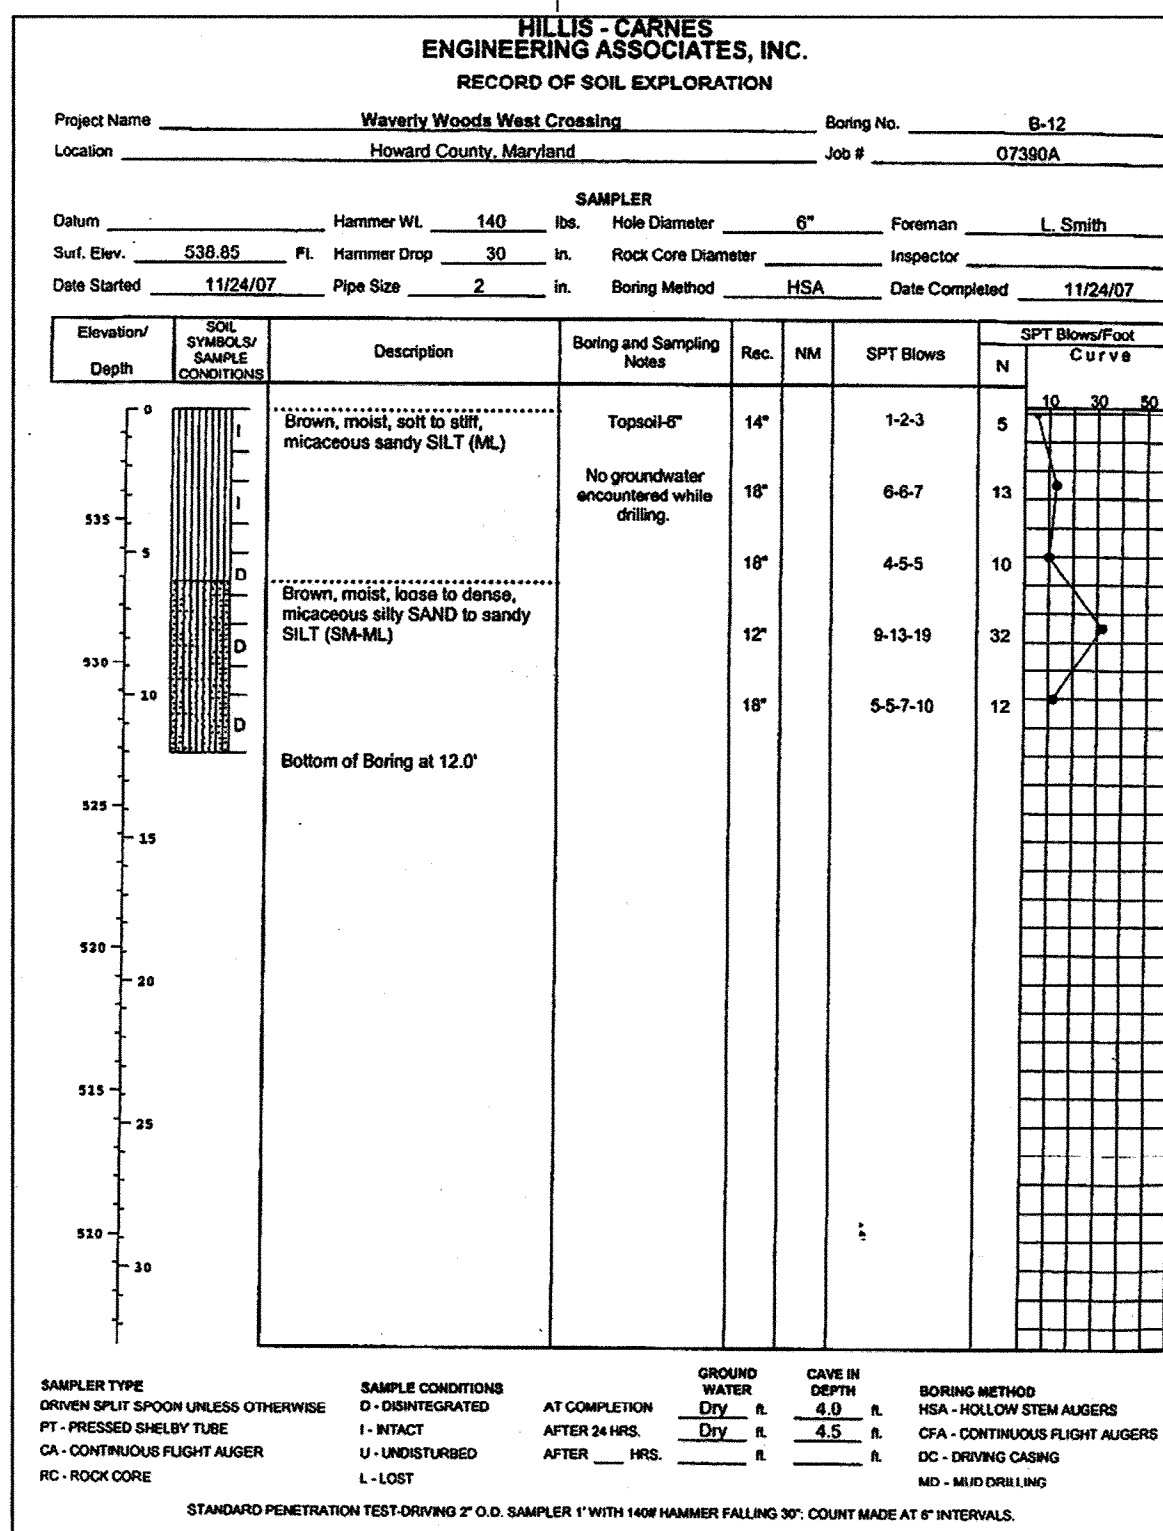 HILLIS - CARNES
ENGINEERING ASSOCIATES, INC.
RECORD OF SOIL EXPLORATION
Project Name Waverly Woods West Crossing Boring No. B-12
Location Howard County, Maryland Job # 07390A
SAMPLER
Datum Hammer Wt. 140 lbs. Hole Diameter 6" Foreman L. Smith
Surf. Elev. 538.85 Ft. Hammer Drop 30 in. Rock Core Diameter Inspector
Date Started 11/24/07 Pipe Size 2 in. Boring Method HSA Date Completed 11/24/07
Elevation/ Depth SOIL SYMBOLS/ SAMPLE CONDITIONS Description Boring and Sampling Notes Rec. NM SPT Blows N SPT Blows/Foot Curve
10 30 50
0 I Brown, moist, soft to stiff, Topsoil-6" 14" 1-2-3 5
micaceous sandy SILT (ML)
No groundwater
I encountered while 18" 6-6-7 13
drilling.
535
5 18" 4-5-5 10
D
Brown, moist, loose to dense,
micaceous silty SAND to sandy
SILT (SM-ML) 12" 9-13-19 32
D
530
10 18" 5-5-7-10 12
D
Bottom of Boring at 12.0'
525
15
520
20
515
25
510
30
SAMPLER TYPE
DRIVEN SPLIT SPOON UNLESS OTHERWISE
PT - PRESSED SHELBY TUBE
CA - CONTINUOUS FLIGHT AUGER
RC - ROCK CORE
SAMPLE CONDITIONS
D - DISINTEGRATED
I - INTACT
U - UNDISTURBED
L - LOST
GROUND WATER CAVE IN DEPTH
AT COMPLETION Dry ft. 4.0 ft.
AFTER 24 HRS. Dry ft. 4.5 ft.
AFTER HRS. ft. ft.
BORING METHOD
HSA - HOLLOW STEM AUGERS
CFA - CONTINUOUS FLIGHT AUGERS
DC - DRIVING CASING
MD - MUD DRILLING
STANDARD PENETRATION TEST-DRIVING 2" O.D. SAMPLER 1' WITH 140# HAMMER FALLING 30"; COUNT MADE AT 6" INTERVALS.